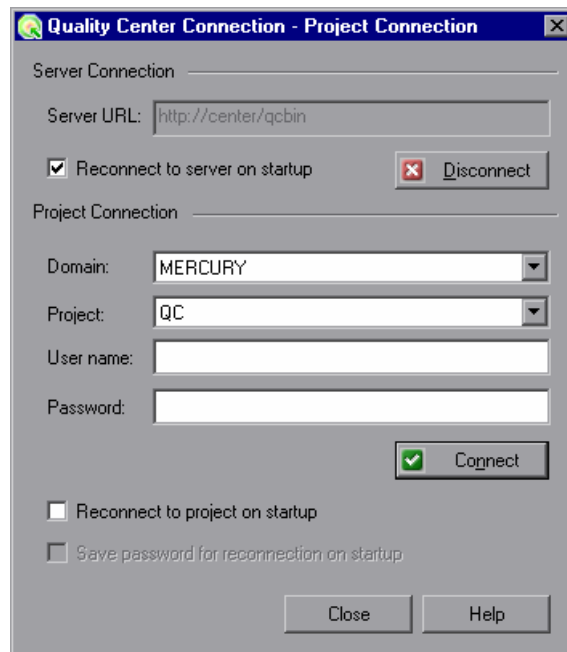 Quality Center Connection - Project Connection
Server Connection
Server URL: http://center/qcbin
Reconnect to server on startup Disconnect
Project Connection
Domain: MERCURY
Project: QC
User name:
Password:
Connect
Reconnect to project on startup
Save password for reconnection on startup
Close Help